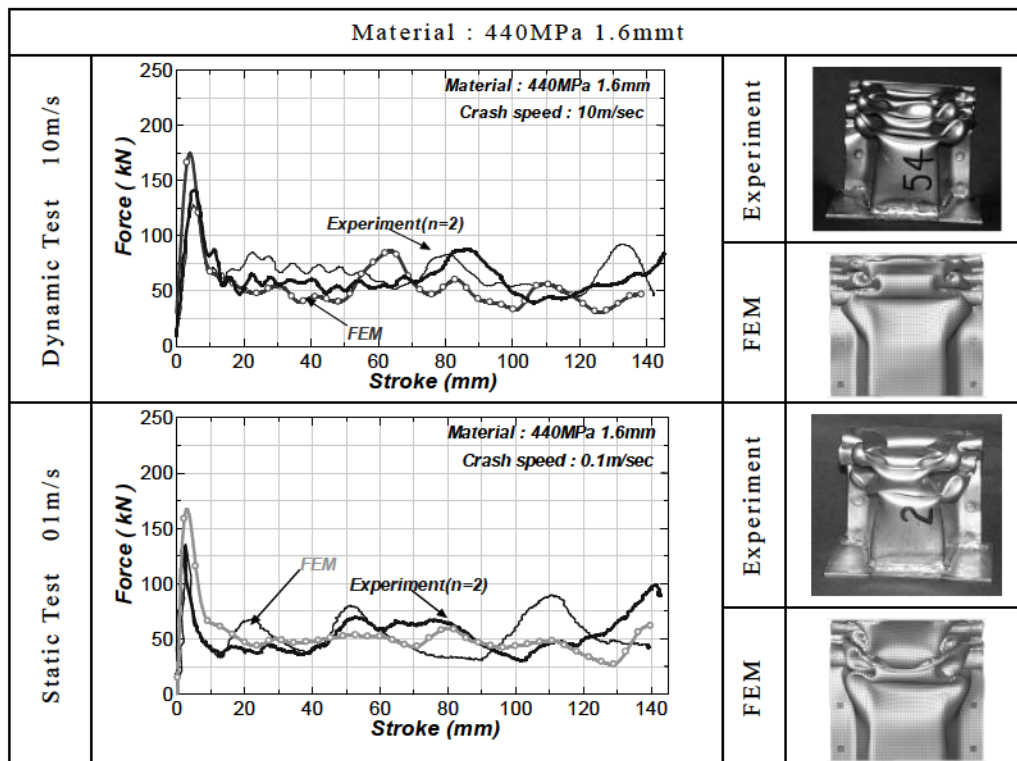 Material : 440MPa 1.6mmt
Dynamic Test 10m/s
Force ( kN )
250
200
150
100
50
0
Material : 440MPa 1.6mm
Crash speed : 10m/sec
Experiment(n=2)
FEM
0 20 40 60 80 100 120 140
Stroke (mm)
Experiment
54
FEM
Static Test 01m/s
Force ( kN )
250
200
150
100
50
0
Material : 440MPa 1.6mm
Crash speed : 0.1m/sec
FEM
Experiment(n=2)
0 20 40 60 80 100 120 140
Stroke (mm)
Experiment
2
FEM